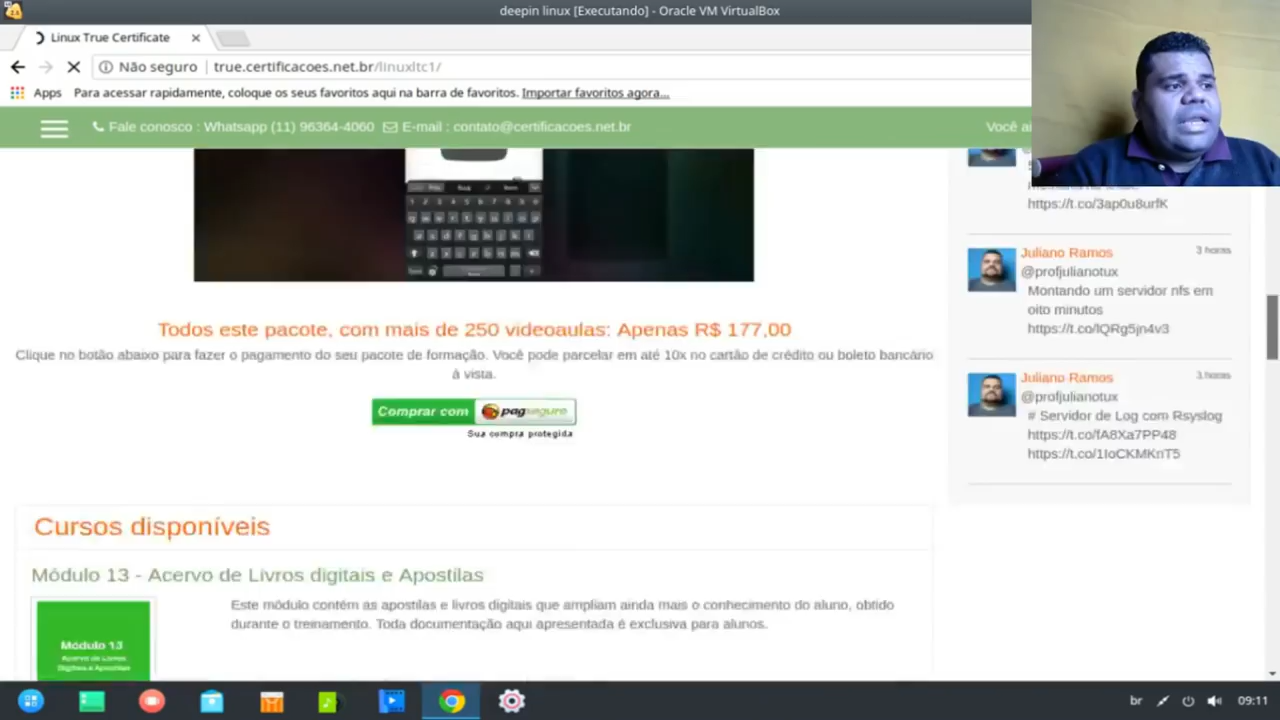 deepin linux [Executando] - Oracle VM VirtualBox
Linux True Certificate
Não seguro true.certificacoes.net.br/linuxltc1/
Apps Para acessar rapidamente, coloque os seus favoritos aqui na barra de favoritos. Importar favoritos agora...
Fale conosco : Whatsapp (11) 96364-4060 E-mail : contato@certificacoes.net.br
Você ai
https://t.co/3ap0u8urfK
Juliano Ramos 3 horas
@profjulianotux
Montando um servidor nfs em
oito minutos
https://t.co/lQRg5jn4v3
Todos este pacote, com mais de 250 videoaulas: Apenas R$ 177,00
Clique no botão abaixo para fazer o pagamento do seu pacote de formação. Você pode parcelar em até 10x no cartão de crédito ou boleto bancário
à vista.
Comprar com pagseguro
Sua compra protegida
Juliano Ramos 3 horas
@profjulianotux
# Servidor de Log com Rsyslog
https://t.co/fA8Xa7PP48
https://t.co/1IoCKMKnT5
Cursos disponíveis
Módulo 13 - Acervo de Livros digitais e Apostilas
Este módulo contém as apostilas e livros digitais que ampliam ainda mais o conhecimento do aluno, obtido
durante o treinamento. Toda documentação aqui apresentada é exclusiva para alunos.
Módulo 13
Acervo de Livros
Digitais e Apostilas
br 09:11